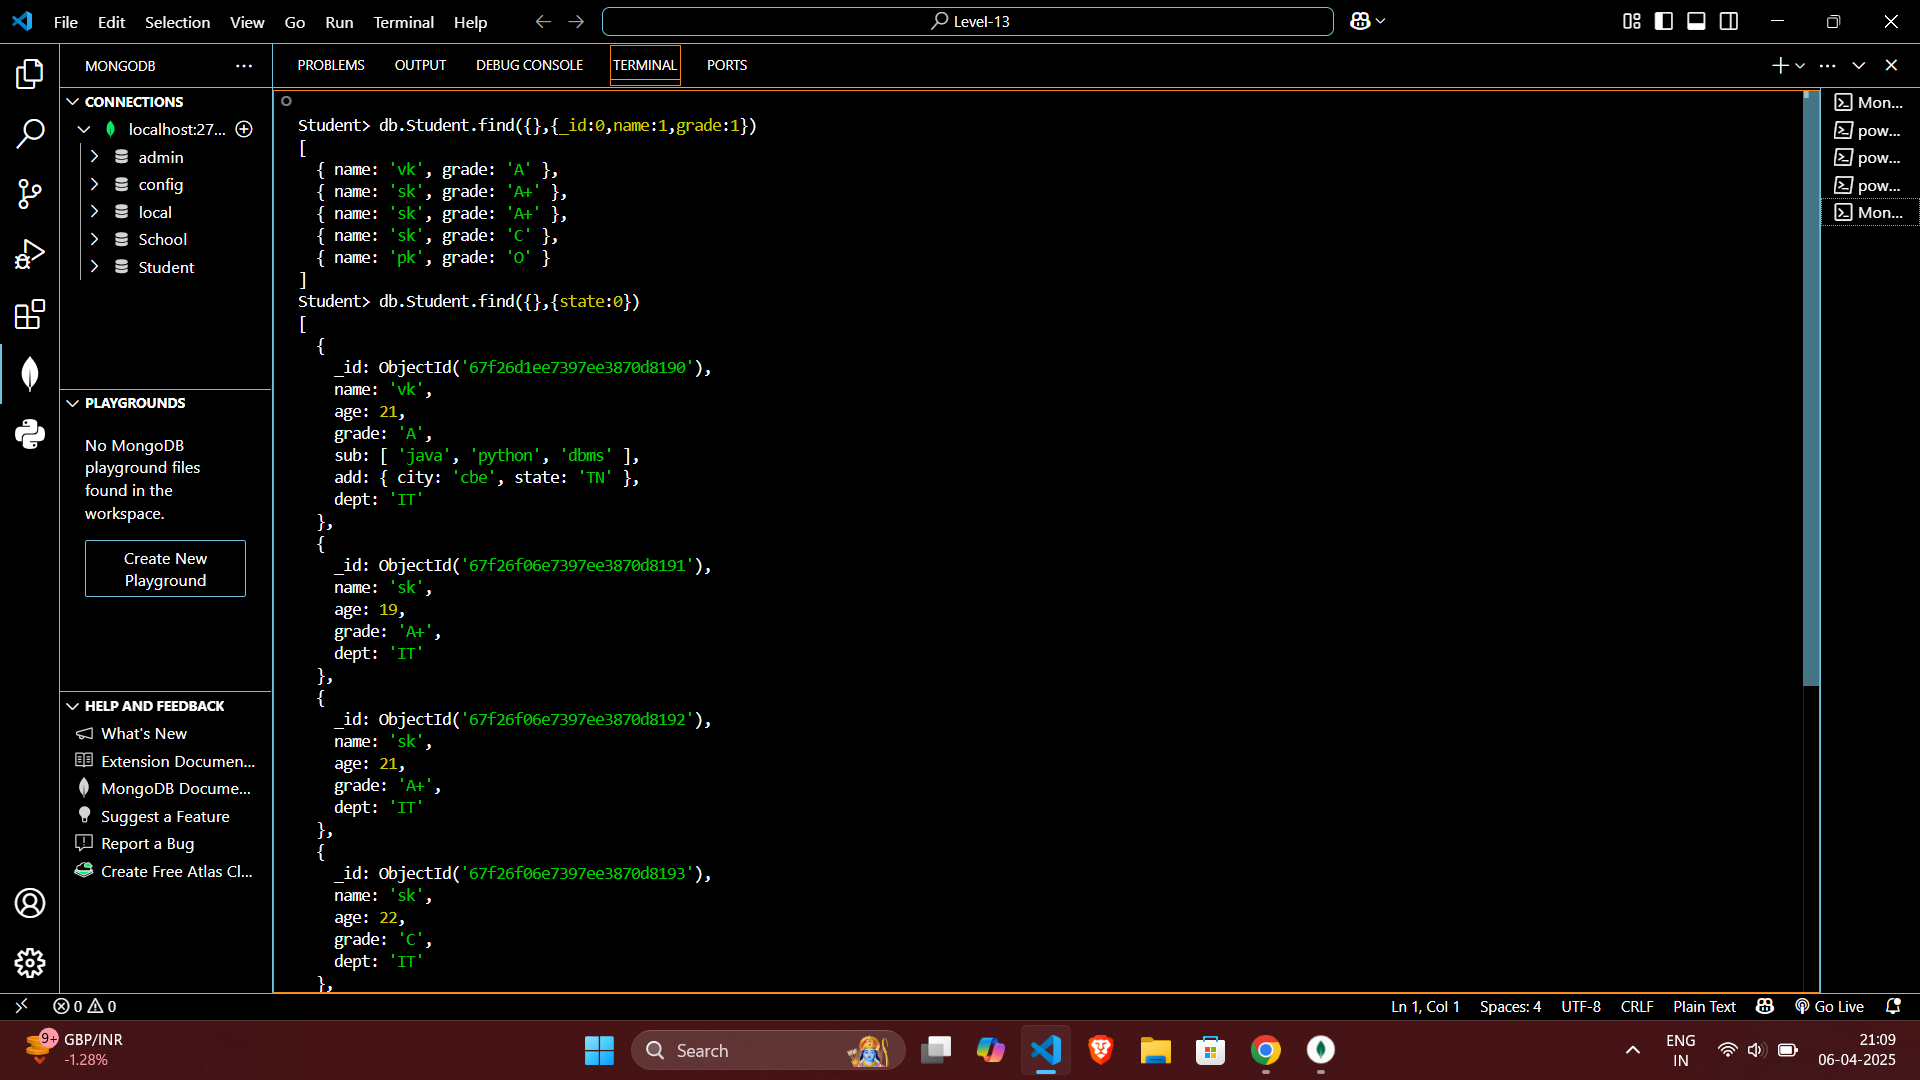 File Edit Selection View Go Run Terminal Help
Level-13
MONGODB
PROBLEMS OUTPUT DEBUG CONSOLE TERMINAL PORTS
CONNECTIONS
localhost:27...
admin
config
local
School
Student
PLAYGROUNDS
No MongoDB
playground files
found in the
workspace.
Create New
Playground
HELP AND FEEDBACK
What's New
Extension Documen...
MongoDB Docume...
Suggest a Feature
Report a Bug
Create Free Atlas Cl...
Student> db.Student.find({},{_id:0,name:1,grade:1})
[
{ name: 'vk', grade: 'A' },
{ name: 'sk', grade: 'A+' },
{ name: 'sk', grade: 'A+' },
{ name: 'sk', grade: 'C' },
{ name: 'pk', grade: 'O' }
]
Student> db.Student.find({},{state:0})
[
{
_id: ObjectId('67f26d1ee7397ee3870d8190'),
name: 'vk',
age: 21,
grade: 'A',
sub: [ 'java', 'python', 'dbms' ],
add: { city: 'cbe', state: 'TN' },
dept: 'IT'
},
{
_id: ObjectId('67f26f06e7397ee3870d8191'),
name: 'sk',
age: 19,
grade: 'A+',
dept: 'IT'
},
{
_id: ObjectId('67f26f06e7397ee3870d8192'),
name: 'sk',
age: 21,
grade: 'A+',
dept: 'IT'
},
{
_id: ObjectId('67f26f06e7397ee3870d8193'),
name: 'sk',
age: 22,
grade: 'C',
dept: 'IT'
},
Mon...
pow...
pow...
pow...
Mon...
0 0
Ln 1, Col 1 Spaces: 4 UTF-8 CRLF Plain Text Go Live
9+
GBP/INR
-1.28%
Search
ENG
IN
21:09
06-04-2025